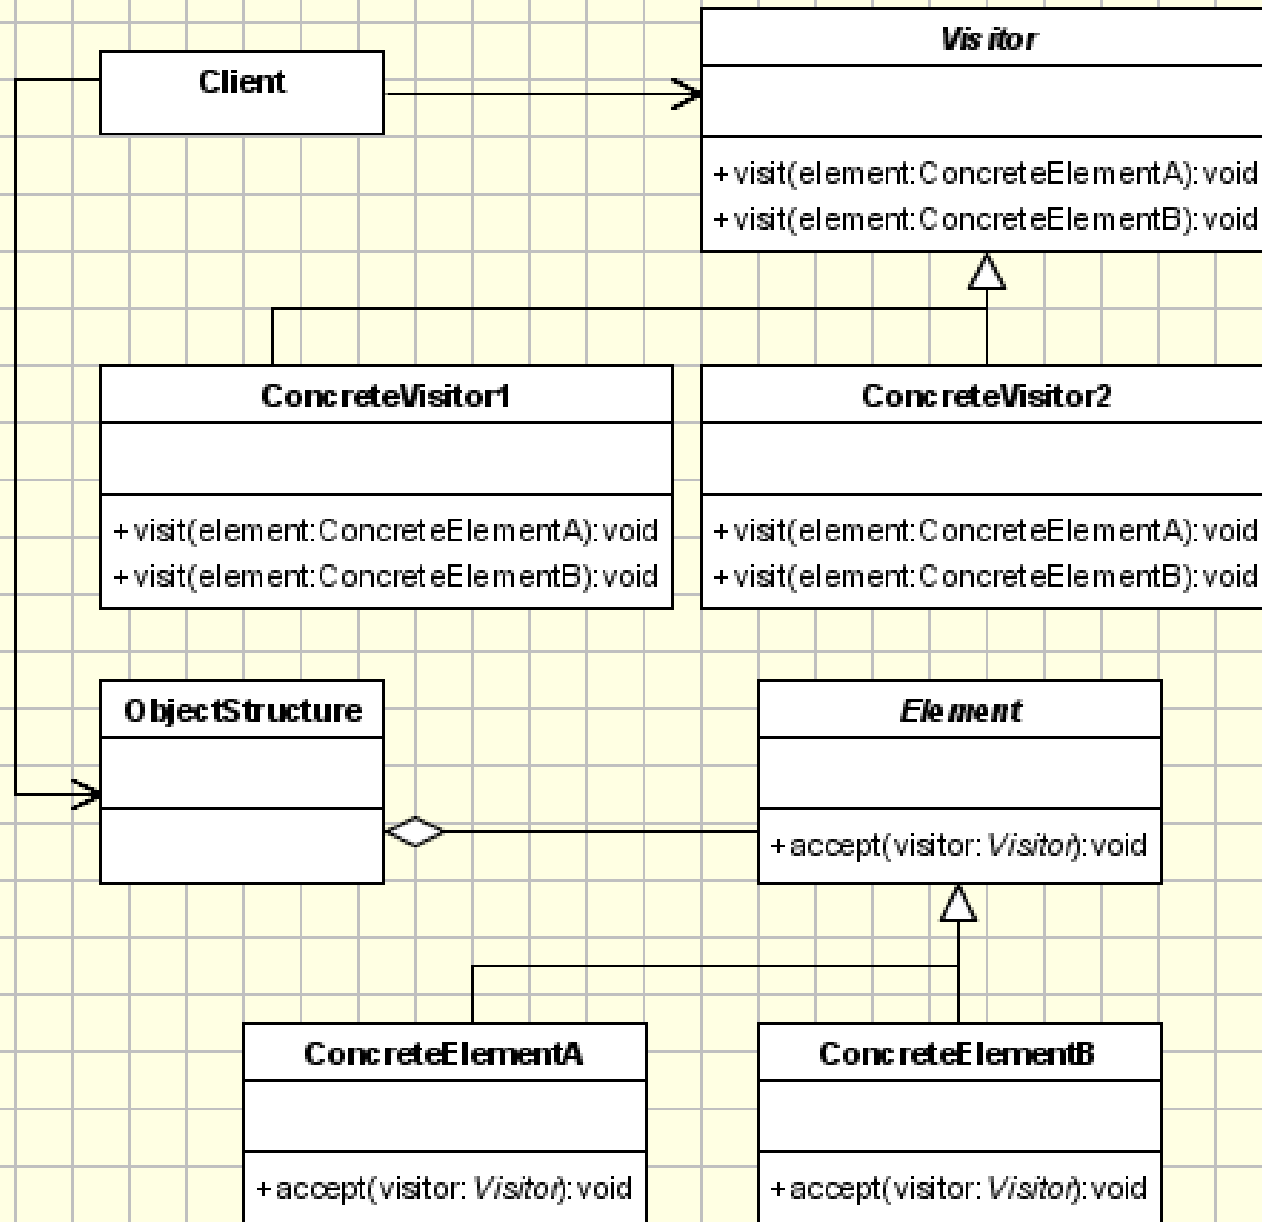 Client
Visitor
+visit(element:ConcreteElementA):void
+visit(element:ConcreteElementB):void
ConcreteVisitor1
+visit(element:ConcreteElementA):void
+visit(element:ConcreteElementB):void
ConcreteVisitor2
+visit(element:ConcreteElementA):void
+visit(element:ConcreteElementB):void
ObjectStructure
Element
+accept(visitor:Visitor):void
ConcreteElementA
+accept(visitor:Visitor):void
ConcreteElementB
+accept(visitor:Visitor):void